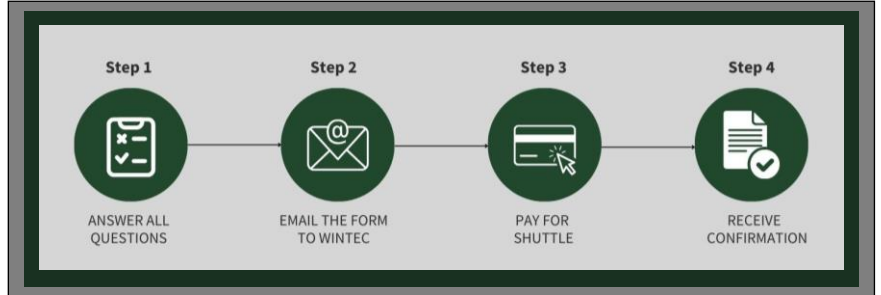 Step 1
Step 2
Step 3
Step 4
@
ANSWER ALL
QUESTIONS
EMAIL THE FORM
TO WINTEC
PAY FOR
SHUTTLE
RECEIVE
CONFIRMATION